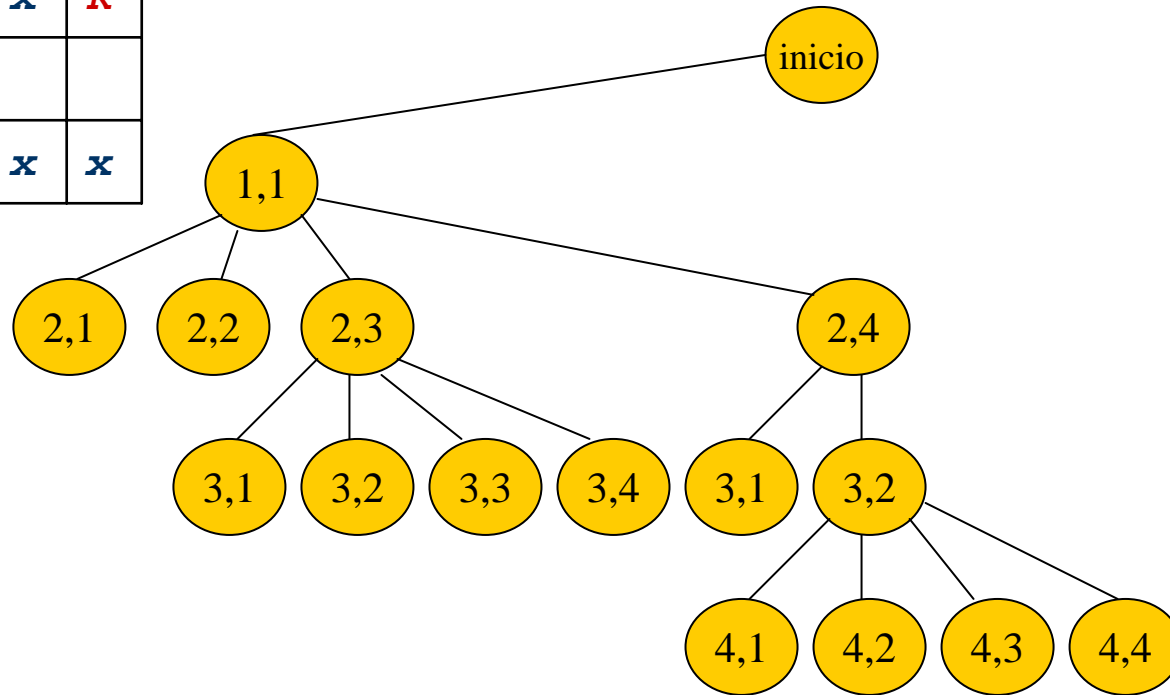 x R
inicio
x x
1,1
2,1 2,2 2,3 2,4
3,1 3,2 3,3 3,4 3,1 3,2
4,1 4,2 4,3 4,4